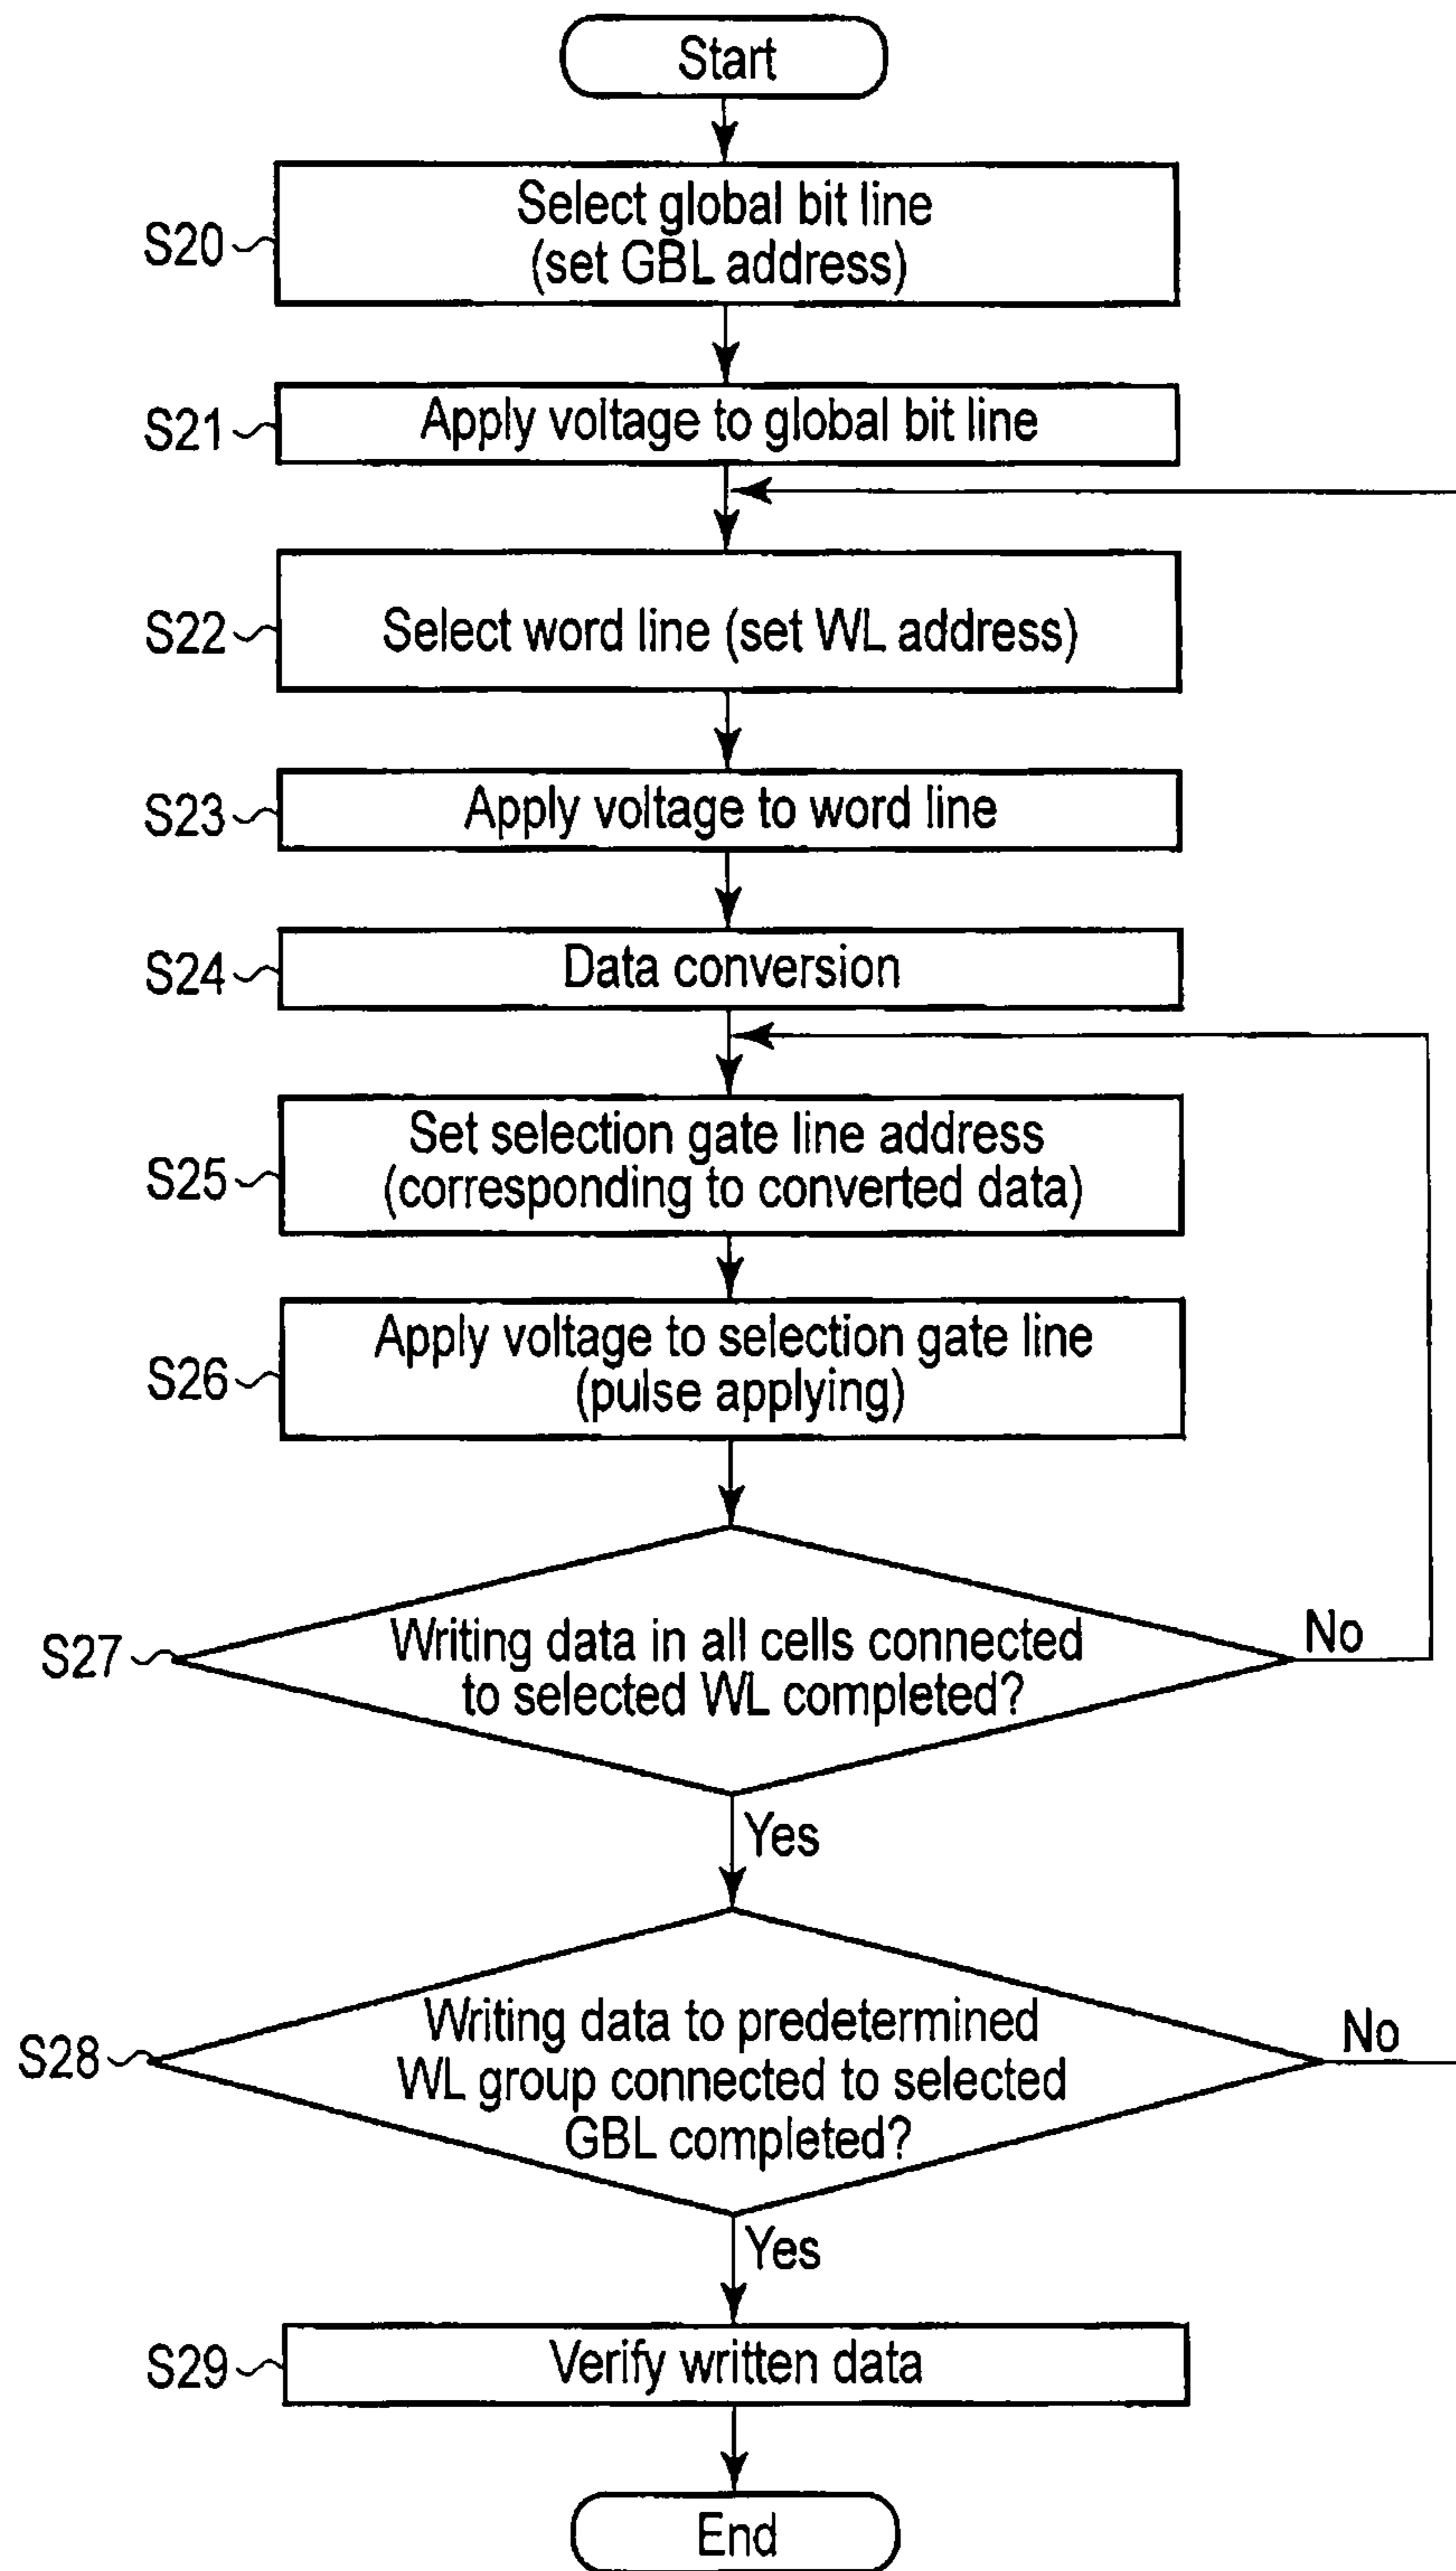 Start
S20
Select global bit line
(set GBL address)
S21
Apply voltage to global bit line
S22
Select word line (set WL address)
S23
Apply voltage to word line
S24
Data conversion
S25
Set selection gate line address
(corresponding to converted data)
S26
Apply voltage to selection gate line
(pulse applying)
S27
Writing data in all cells connected
to selected WL completed?
No
Yes
S28
Writing data to predetermined
WL group connected to selected
GBL completed?
No
Yes
S29
Verify written data
End